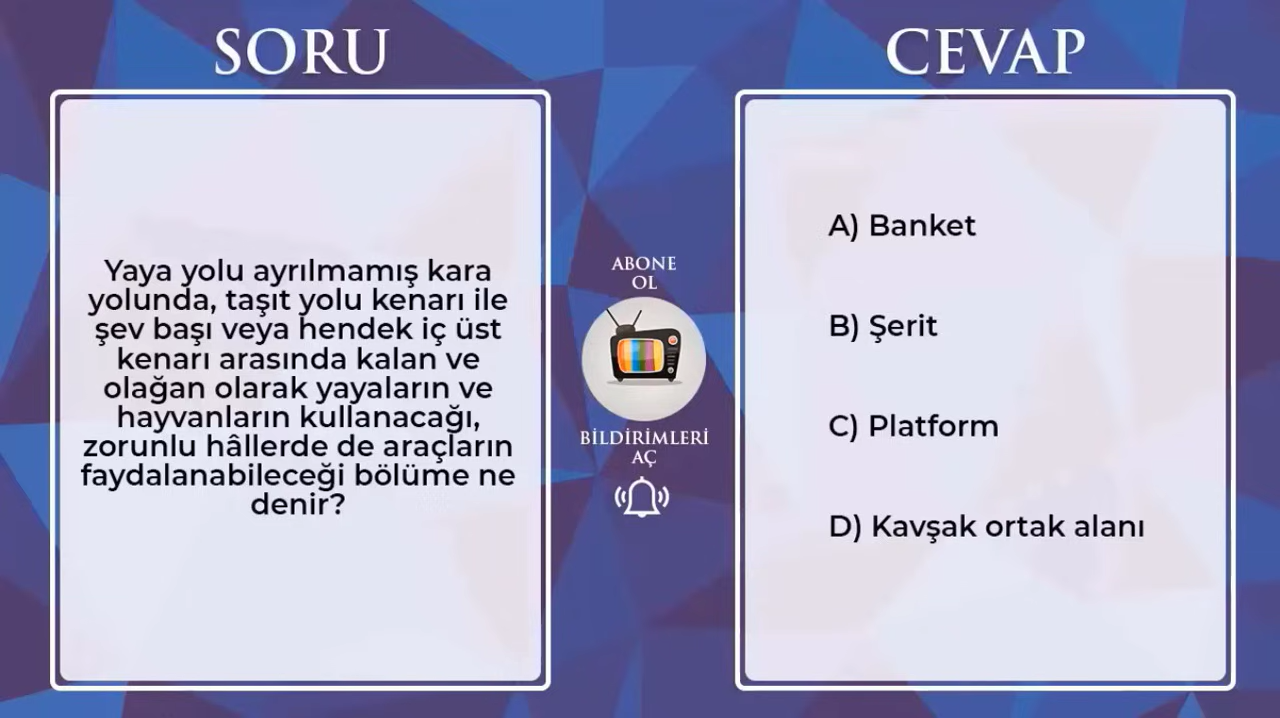 SORU
Yaya yolu ayrılmamış kara
yolunda, taşıt yolu kenarı ile
şev başı veya hendek iç üst
kenarı arasında kalan ve
olağan olarak yayaların ve
hayvanların kullanacağı,
zorunlu hâllerde de araçların
faydalanabileceği bölüme ne
denir?
ABONE
OL
BİLDİRİMLERİ
AÇ
CEVAP
A) Banket
B) Şerit
C) Platform
D) Kavşak ortak alanı